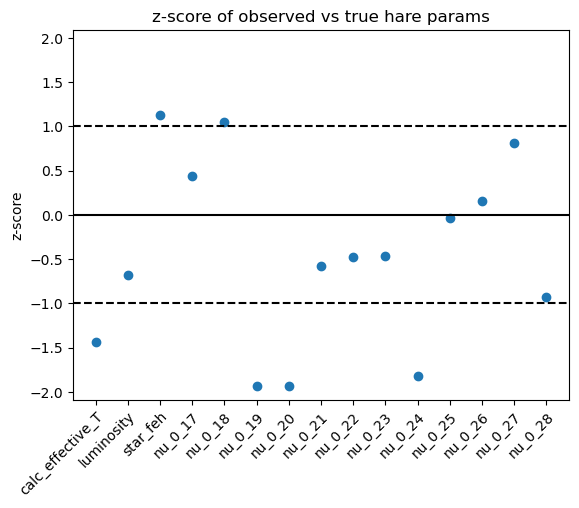 z-score of observed vs true hare params
2.0
1.5
1.0
0.5
0.0
−0.5
−1.0
−1.5
−2.0
z-score
calc_effective_T
luminosity
star_feh
nu_0_17
nu_0_18
nu_0_19
nu_0_20
nu_0_21
nu_0_22
nu_0_23
nu_0_24
nu_0_25
nu_0_26
nu_0_27
nu_0_28